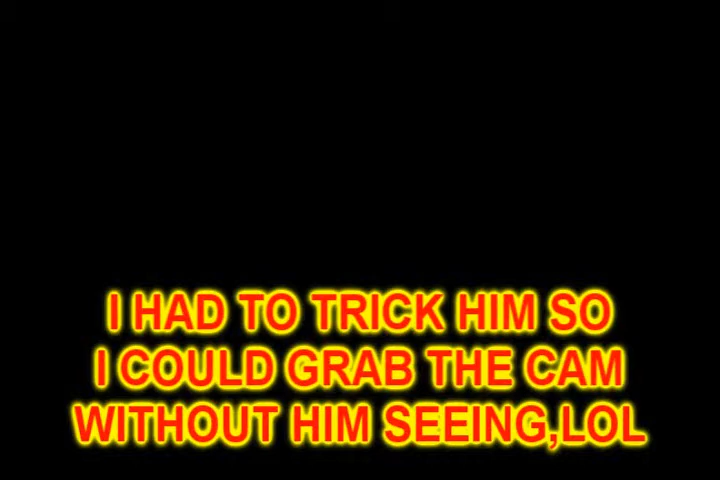 I HAD TO TRICK HIM SO
I COULD GRAB THE CAM
WITHOUT HIM SEEING,LOL